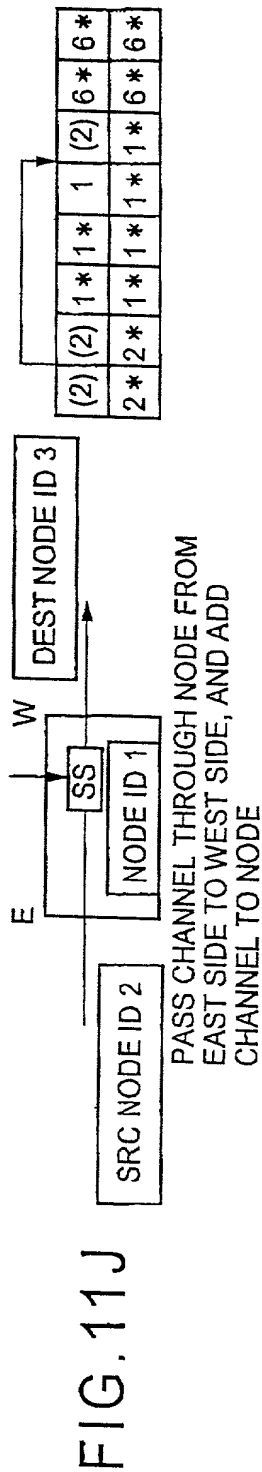 FIG. 11J
E W
SS
SRC NODE ID 2
NODE ID 1
DEST NODE ID 3
PASS CHANNEL THROUGH NODE FROM
EAST SIDE TO WEST SIDE, AND ADD
CHANNEL TO NODE
(2) (2) 1* 1* 1 (2) 6* 6*
2* 2* 1* 1* 1* 1* 6* 6*